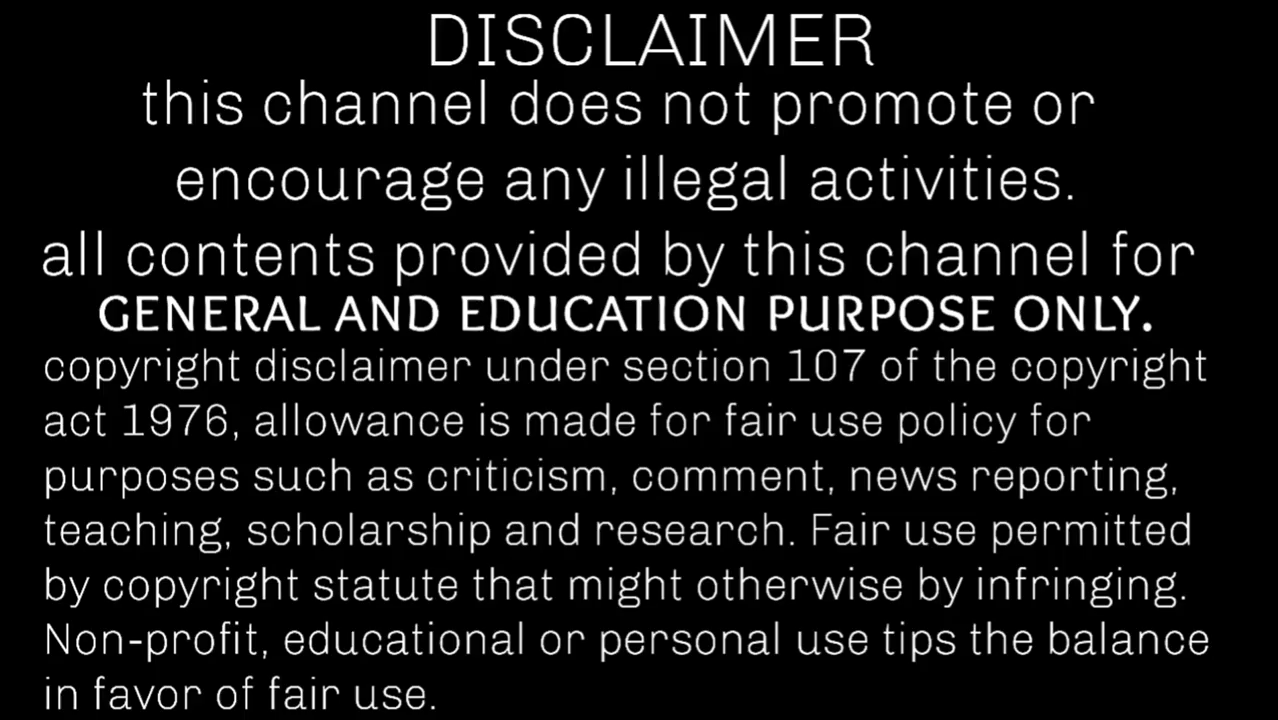 DISCLAIMER
this channel does not promote or
encourage any illegal activities.
all contents provided by this channel for
GENERAL AND EDUCATION PURPOSE ONLY.
copyright disclaimer under section 107 of the copyright
act 1976, allowance is made for fair use policy for
purposes such as criticism, comment, news reporting,
teaching, scholarship and research. Fair use permitted
by copyright statute that might otherwise by infringing.
Non-profit, educational or personal use tips the balance
in favor of fair use.